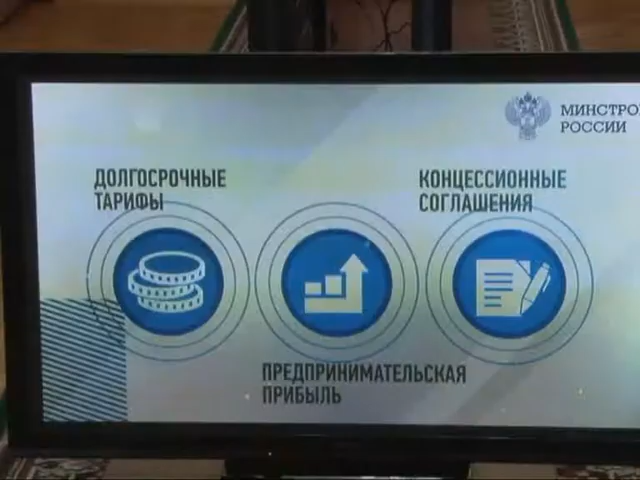 МИНСТРО
РОССИИ
ДОЛГОСРОЧНЫЕ
ТАРИФЫ
КОНЦЕССИОННЫЕ
СОГЛАШЕНИЯ
ПРЕДПРИНИМАТЕЛЬСКАЯ
ПРИБЫЛЬ